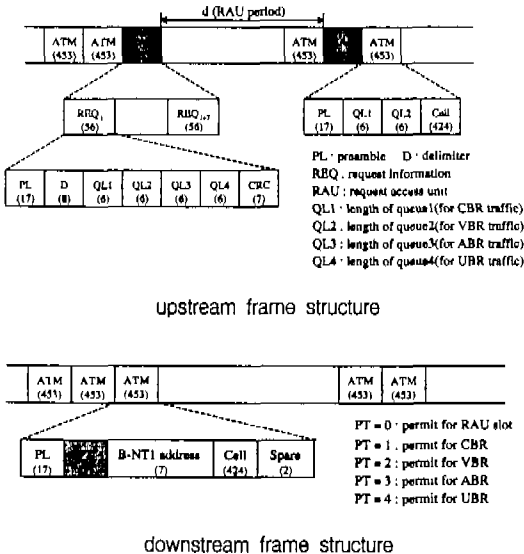 d (RAU period)
ATM (453) ATM (453) ATM (453) ATM (453)
REQi (56) REQi+7 (56)
PL (17) QL1 (6) QL2 (6) Cell (424)
PL (17) D (8) QL1 (6) QL2 (6) QL3 (6) QL4 (6) CRC (7)
PL : preamble D : delimiter
REQ : request information
RAU : request access unit
QL1 : length of queue1(for CBR traffic)
QL2 : length of queue2(for VBR traffic)
QL3 : length of queue3(for ABR traffic)
QL4 : length of queue4(for UBR traffic)
upstream frame structure
ATM (453) ATM (453) ATM (453) ATM (453) ATM (453)
PL (17) B-NT1 address (7) Cell (424) Spare (2)
PT = 0 : permit for RAU slot
PT = 1 : permit for CBR
PT = 2 : permit for VBR
PT = 3 : permit for ABR
PT = 4 : permit for UBR
downstream frame structure